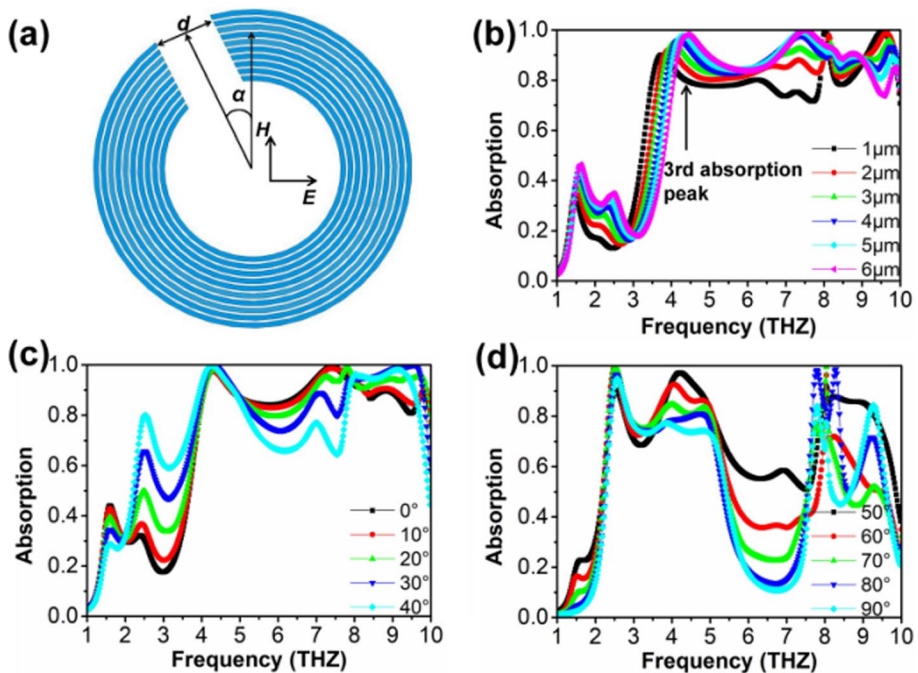 (a)
d
α
H
E
(b)
Absorption
1.0
0.8
0.6
0.4
0.2
0.0
3rd absorption
peak
1μm
2μm
3μm
4μm
5μm
6μm
1 2 3 4 5 6 7 8 9 10
Frequency (THZ)
(c)
Absorption
1.0
0.8
0.6
0.4
0.2
0.0
0°
10°
20°
30°
40°
1 2 3 4 5 6 7 8 9 10
Frequency (THZ)
(d)
Absorption
1.0
0.8
0.6
0.4
0.2
0.0
50°
60°
70°
80°
90°
1 2 3 4 5 6 7 8 9 10
Frequency (THZ)